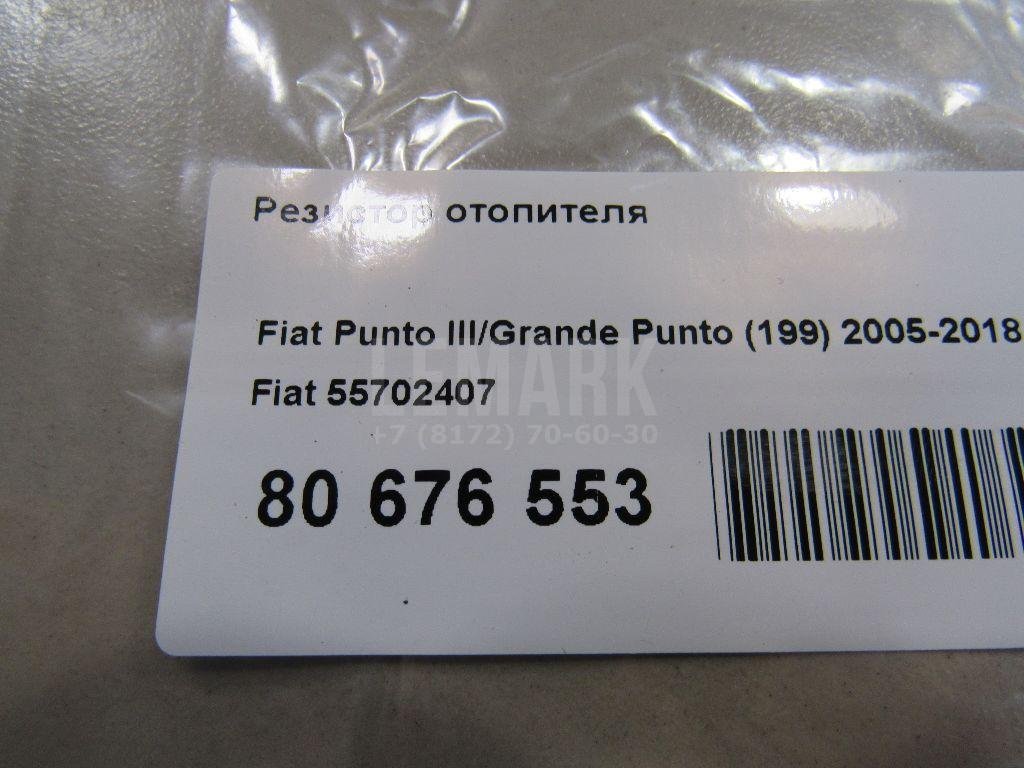 Резистор отопителя
Fiat Punto III/Grande Punto (199) 2005-2018
Fiat 55702407
LEMARK
+7 (8172) 70-60-30
80 676 553